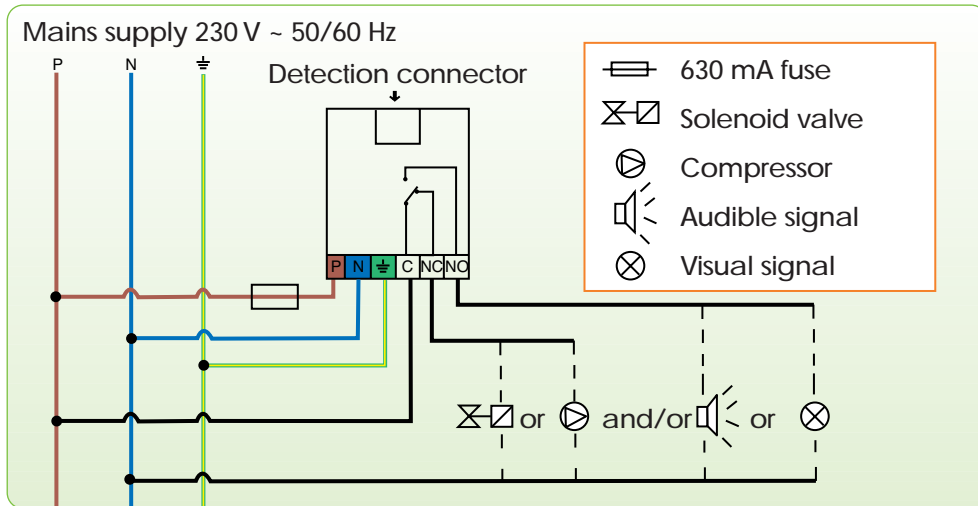 Mains supply 230 V ~ 50/60 Hz
P N
Detection connector
P N C NC NO
630 mA fuse
Solenoid valve
Compressor
Audible signal
Visual signal
or and/or or